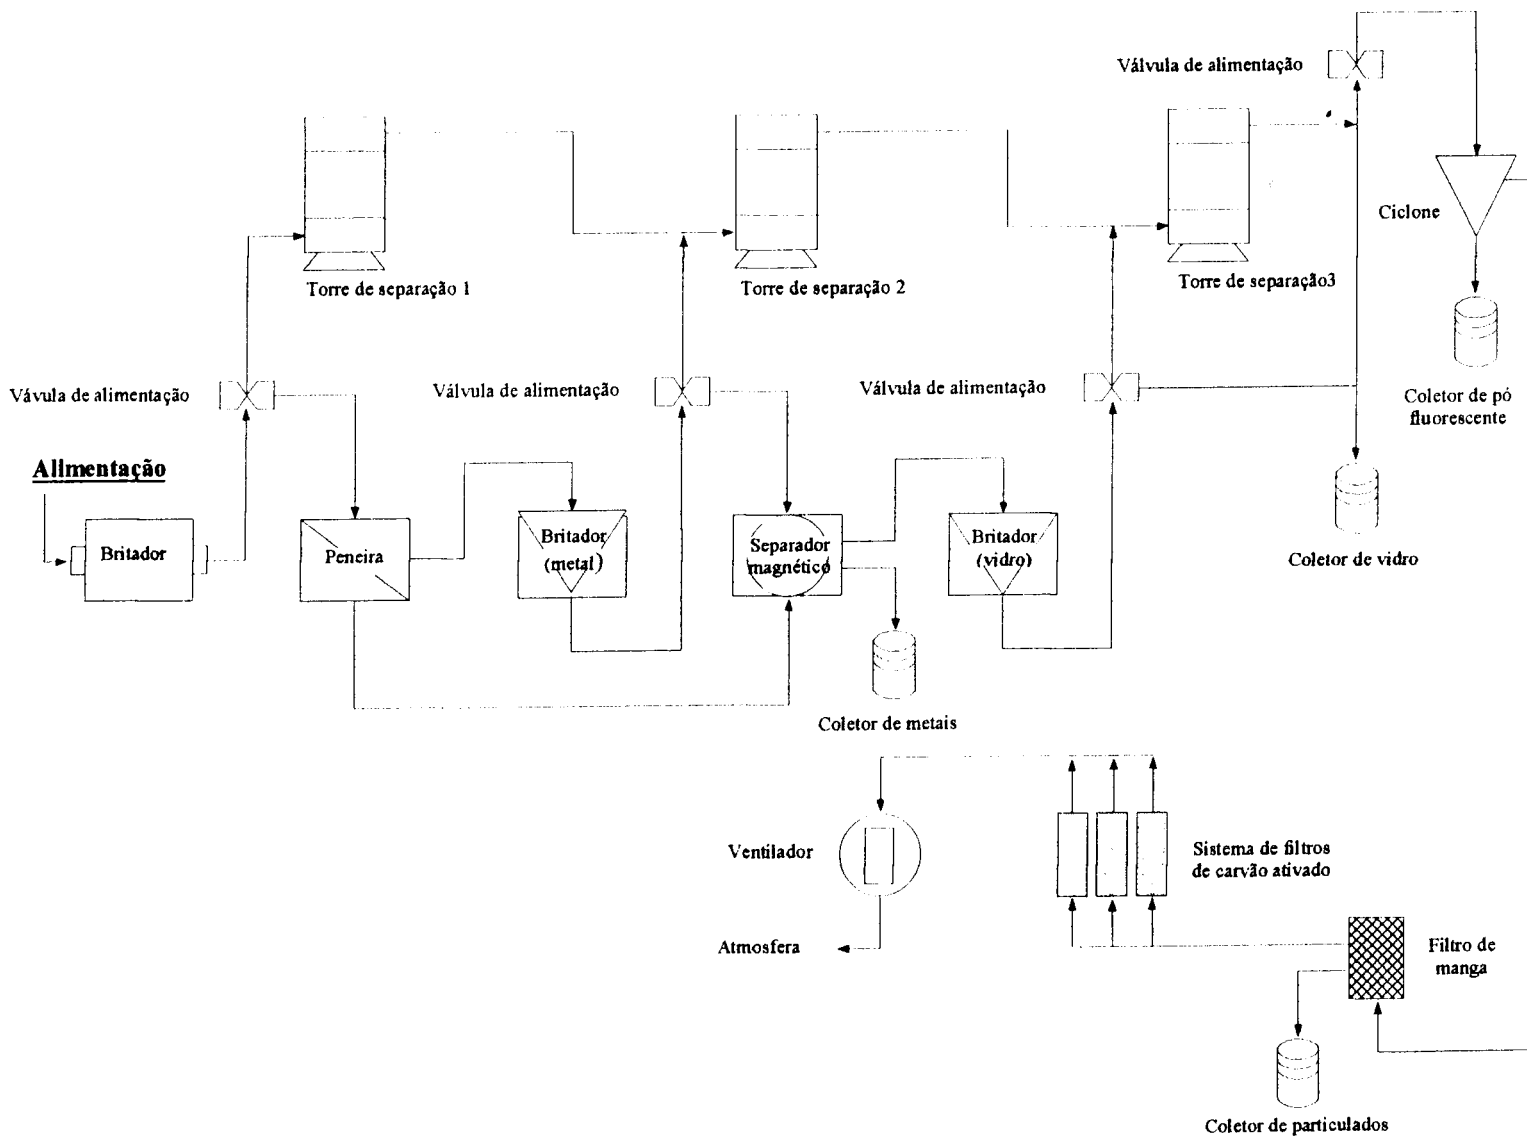 Válvula de alimentação
Ciclone
Torre de separação 1
Torre de separação 2
Torre de separação3
Vávula de alimentação
Válvula de alimentação
Válvula de alimentação
Coletor de pó
fluorescente
Alimentação
Britador
Peneira
Britador
(metal)
Separador
magnético
Britador
(vidro)
Coletor de vidro
Coletor de metais
Ventilador
Sistema de filtros
de carvão ativado
Atmosfera
Filtro de
manga
Coletor de particulados